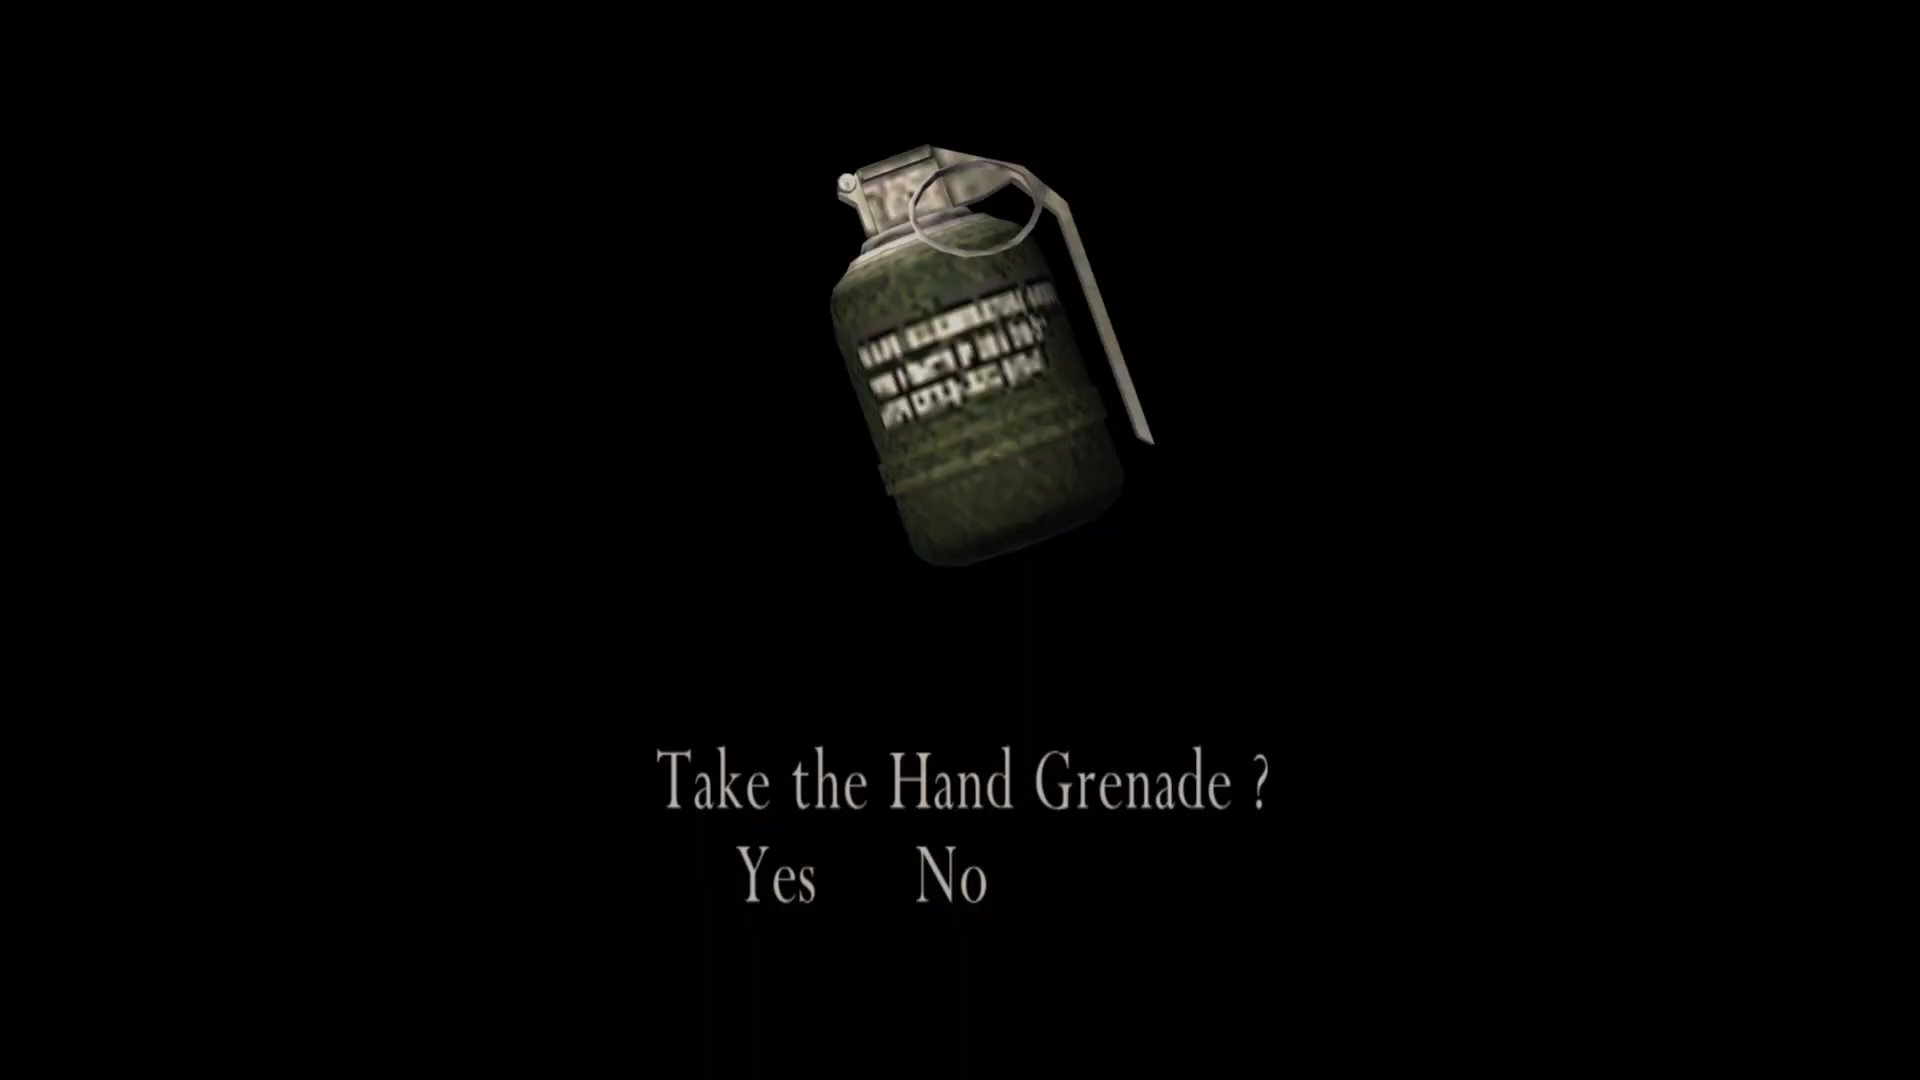 Take the Hand Grenade ?
Yes No